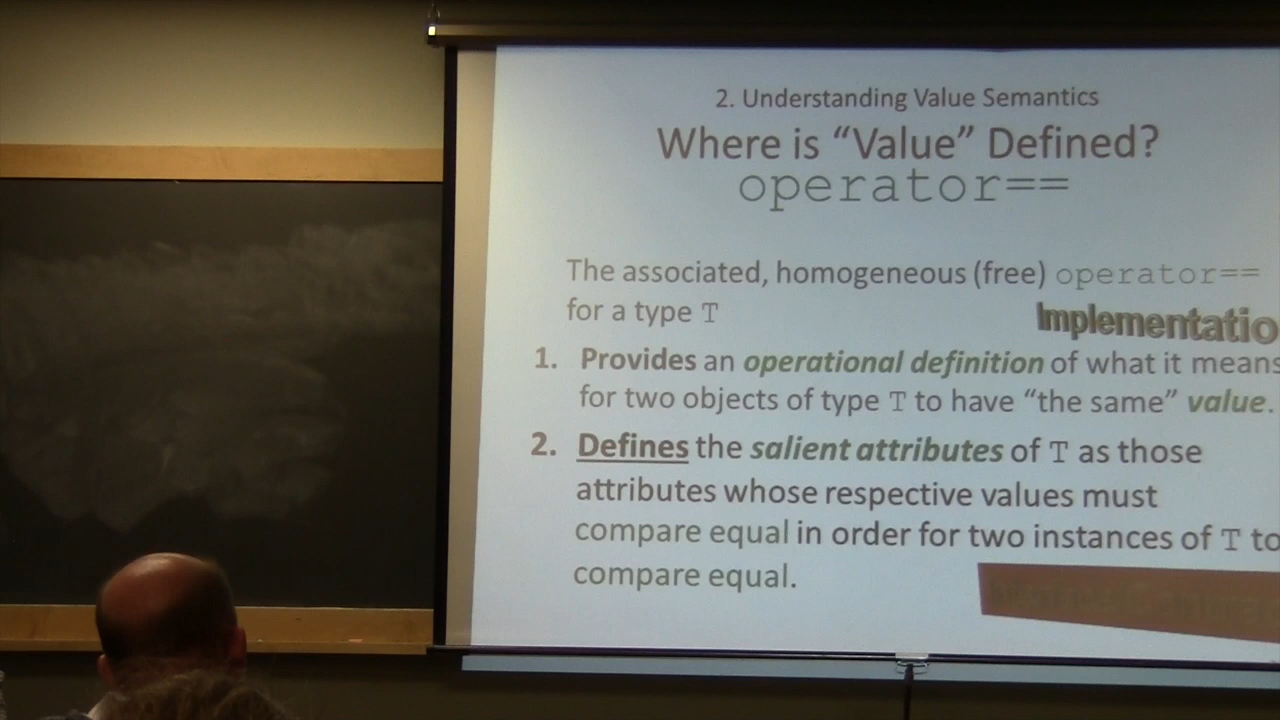 2. Understanding Value Semantics
Where is “Value” Defined?
operator==
The associated, homogeneous (free) operator==
for a type T
Implementatio
1. Provides an operational definition of what it means
for two objects of type T to have “the same” value.
2. Defines the salient attributes of T as those
attributes whose respective values must
compare equal in order for two instances of T to
compare equal.